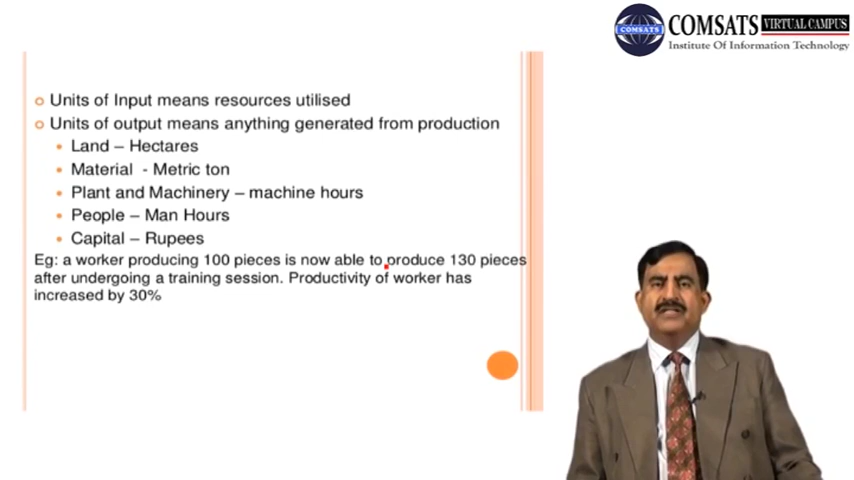 COMSATS VIRTUAL CAMPUS
COMSATS
Institute Of Information Technology
Units of Input means resources utilised
Units of output means anything generated from production
Land – Hectares
Material - Metric ton
Plant and Machinery – machine hours
People – Man Hours
Capital – Rupees
Eg: a worker producing 100 pieces is now able to produce 130 pieces
after undergoing a training session. Productivity of worker has
increased by 30%